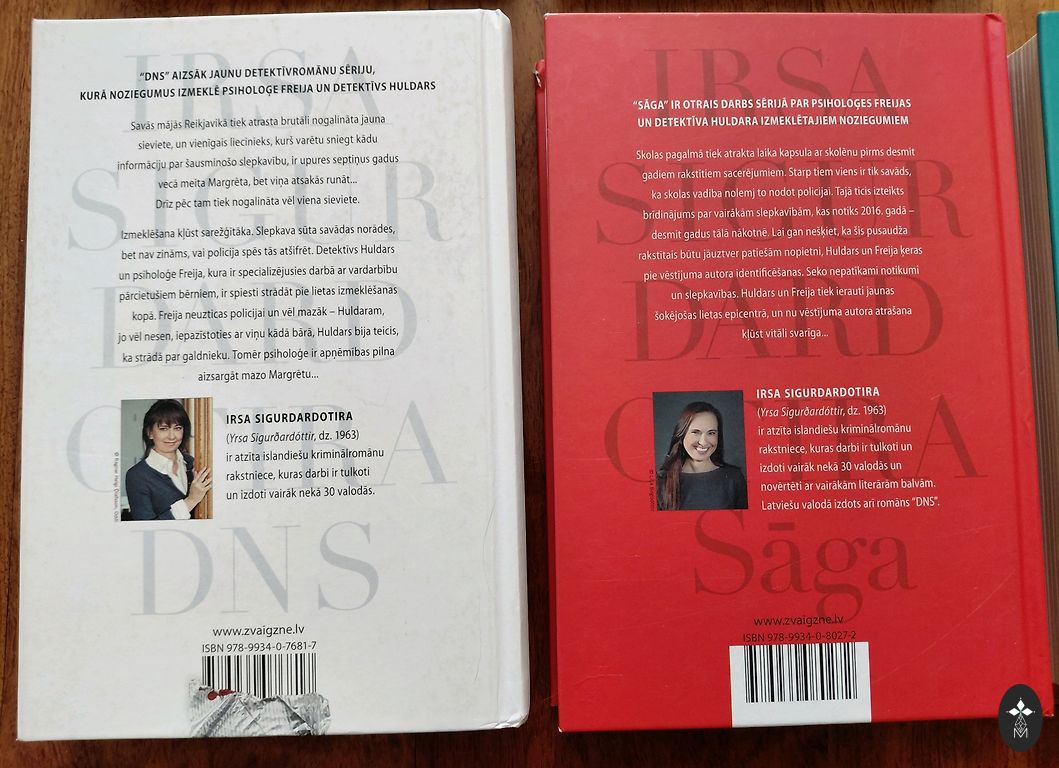 IRSA
SIGUR
DARD
OTIRA
DNS
“DNS” AIZSĀK JAUNU DETEKTĪVROMĀNU SĒRIJU,
KURĀ NOZIEGUMUS IZMEKLĒ PSIHOLOĢE FREIJA UN DETEKTĪVS HULDARS
Savās mājās Reikjavīkā tiek atrasta brutāli nogalināta jauna
sieviete, un vienīgais liecinieks, kurš varētu sniegt kādu
informāciju par šausminošo slepkavību, ir upures septiņus gadus
vecā meita Margrēta, bet viņa atsakās runāt...
Drīz pēc tam tiek nogalināta vēl viena sieviete.
Izmeklēšana kļūst sarežģītāka. Slepkava sūta savādas norādes,
bet nav zināms, vai policija spēs tās atšifrēt. Detektīvs Huldars
un psiholoģe Freija, kura ir specializējusies darbā ar vardarbību
pārcietušiem bērniem, ir spiesti strādāt pie lietas izmeklēšanas
kopā. Freija neuzticas policijai un vēl mazāk – Huldaram,
jo vēl nesen, iepazīstoties ar viņu kādā bārā, Huldars bija teicis,
ka strādā par galdnieku. Tomēr psiholoģe ir apņēmības pilna
aizsargāt mazo Margrētu...
IRSA SIGURDARDOTIRA
(Yrsa Sigurðardóttir, dz. 1963)
ir atzīta islandiešu kriminālromānu
rakstniece, kuras darbi ir tulkoti
un izdoti vairāk nekā 30 valodās.
www.zvaigzne.lv
ISBN 978-9934-0-7681-7
IRSA
SIGUR
DARD
OTIRA
Sāga
“SĀGA” IR OTRAIS DARBS SĒRIJĀ PAR PSIHOLOĢES FREIJAS
UN DETEKTĪVA HULDARA IZMEKLĒTAJIEM NOZIEGUMIEM
Skolas pagalmā tiek atrakta laika kapsula ar skolēnu pirms desmit
gadiem rakstītiem sacerējumiem. Starp tiem viens ir tik savāds,
ka skolas vadība nolemj to nodot policijai. Tajā ticis izteikts
brīdinājums par vairākām slepkavībām, kas notiks 2016. gadā –
desmit gadus tālā nākotnē. Lai gan nešķiet, ka šis pusaudža
rakstītais būtu jāuztver patiešām nopietni, Huldars un Freija ķeras
pie vēstījuma autora identificēšanas. Seko nepatīkami notikumi
un slepkavības. Huldars un Freija tiek ierauti jaunas
šokējošas lietas epicentrā, un nu vēstījuma autora atrašana
kļūst vitāli svarīga...
IRSA SIGURDARDOTIRA
(Yrsa Sigurðardóttir, dz. 1963)
ir atzīta islandiešu kriminālromānu
rakstniece, kuras darbi ir tulkoti un
izdoti vairāk nekā 30 valodās un
novērtēti ar vairākām literārām balvām.
Latviešu valodā izdots arī romāns “DNS”.
www.zvaigzne.lv
ISBN 978-9934-0-8027-2